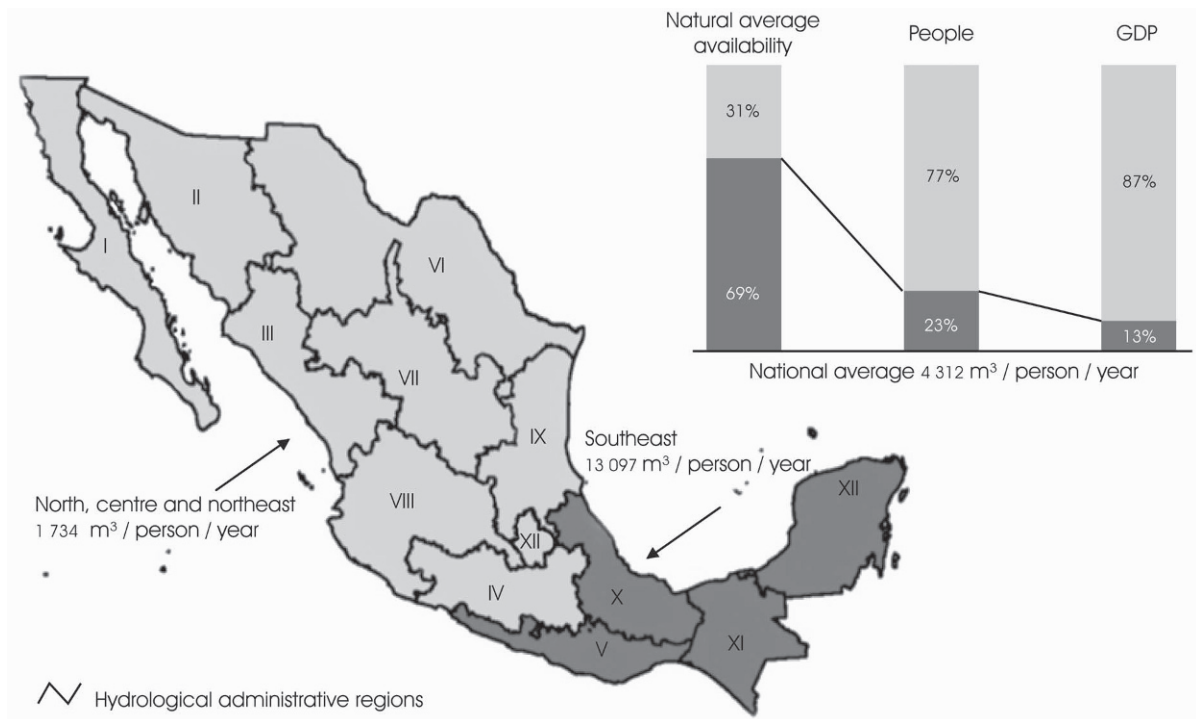 Natural average
availability
People
GDP
31%
77%
87%
69%
23%
13%
National average 4 312 m³ / person / year
I
II
III
VI
VII
IX
VIII
XII
IV
X
V
XI
XII
Southeast
13 097 m³ / person / year
North, centre and northeast
1 734 m³ / person / year
Hydrological administrative regions